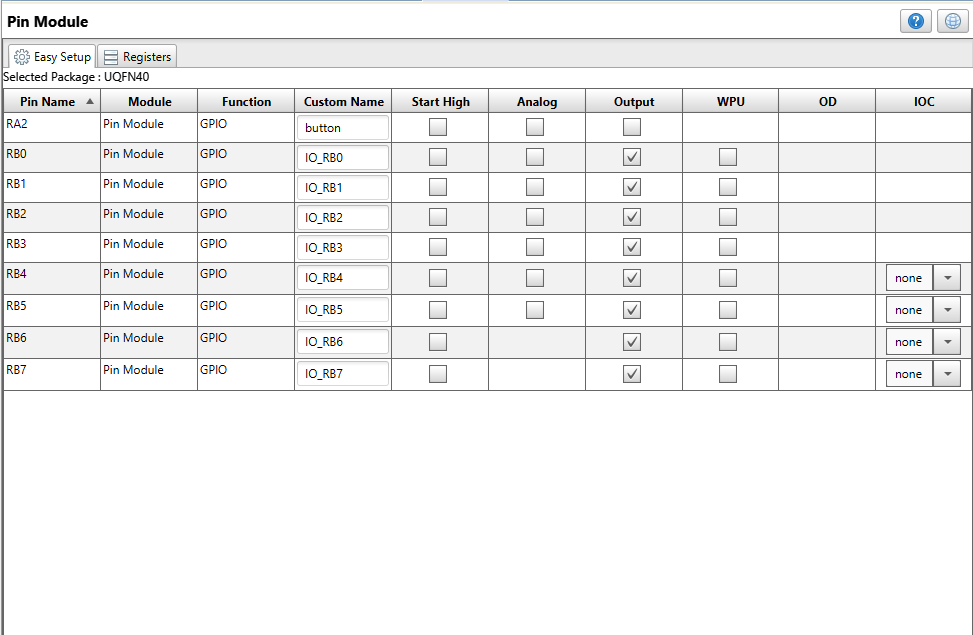 Pin Module
Easy Setup Registers
Selected Package : UQFN40
Pin Name Module Function Custom Name Start High Analog Output WPU OD IOC
RA2 Pin Module GPIO button
RB0 Pin Module GPIO IO_RB0
RB1 Pin Module GPIO IO_RB1
RB2 Pin Module GPIO IO_RB2
RB3 Pin Module GPIO IO_RB3
RB4 Pin Module GPIO IO_RB4 none
RB5 Pin Module GPIO IO_RB5 none
RB6 Pin Module GPIO IO_RB6 none
RB7 Pin Module GPIO IO_RB7 none